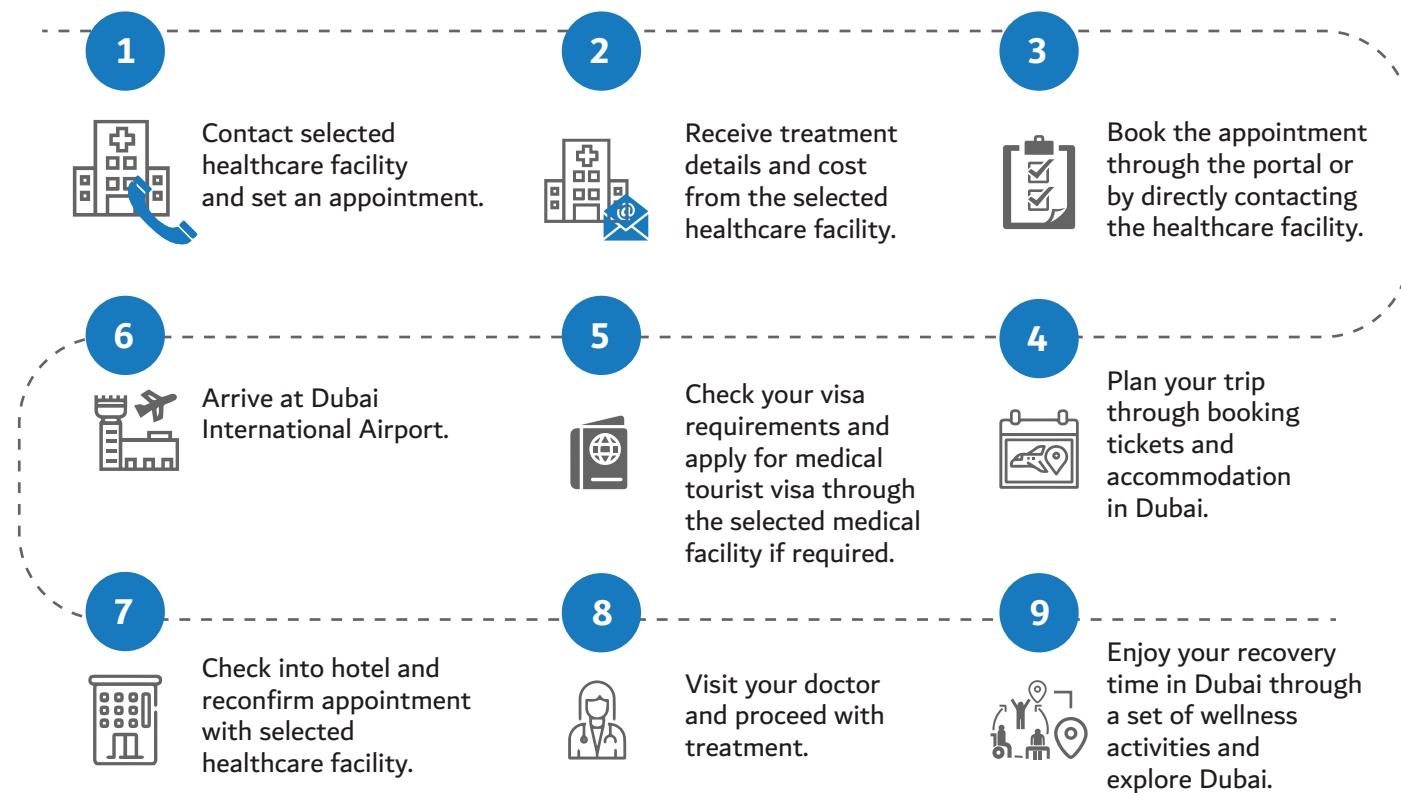 1
Contact selected
healthcare facility
and set an appointment.
2
@
Receive treatment
details and cost
from the selected
healthcare facility.
3
Book the appointment
through the portal or
by directly contacting
the healthcare facility.
4
Plan your trip
through booking
tickets and
accommodation
in Dubai.
5
Check your visa
requirements and
apply for medical
tourist visa through
the selected medical
facility if required.
6
Arrive at Dubai
International Airport.
7
Check into hotel and
reconfirm appointment
with selected
healthcare facility.
8
Visit your doctor
and proceed with
treatment.
9
Enjoy your recovery
time in Dubai through
a set of wellness
activities and
explore Dubai.